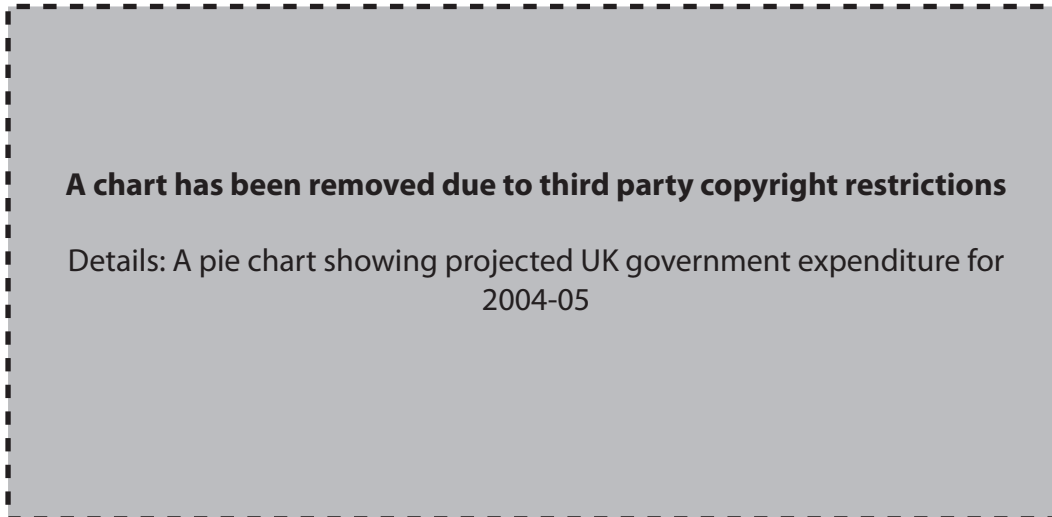 A chart has been removed due to third party copyright restrictions
Details: A pie chart showing projected UK government expenditure for
2004-05